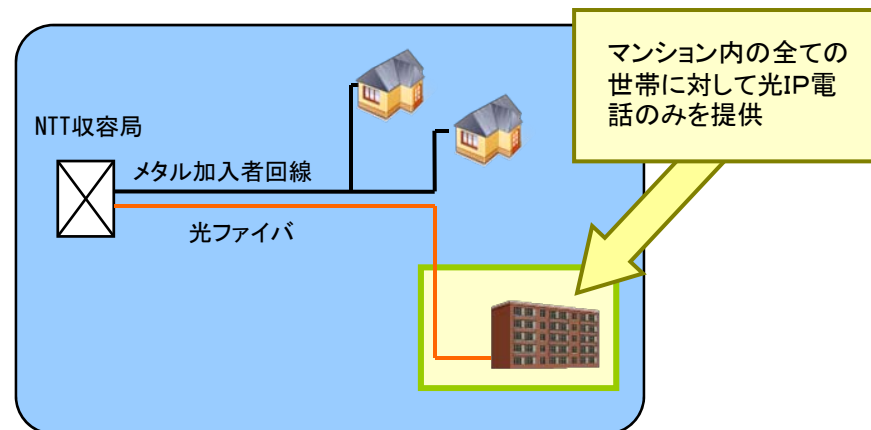 マンション内の全ての
世帯に対して光IP電
話のみを提供
NTT収容局
メタル加入者回線
光ファイバ